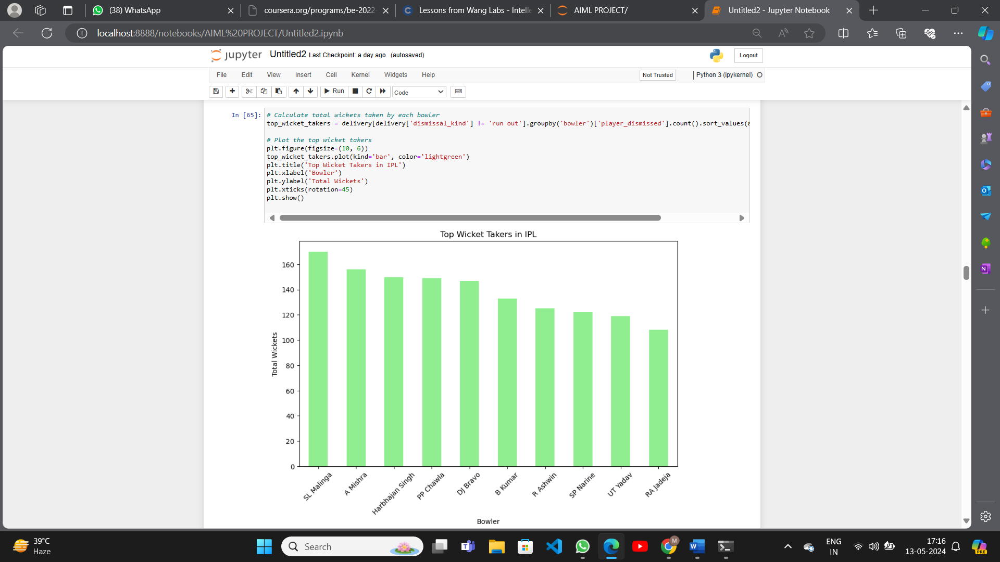 (38) WhatsApp
coursera.org/programs/be-2022-
Lessons from Wang Labs - Intelle
AIML PROJECT/
Untitled2 - Jupyter Notebook
localhost:8888/notebooks/AIML%20PROJECT/Untitled2.ipynb
jupyter Untitled2 Last Checkpoint: a day ago (autosaved)
Logout
File Edit View Insert Cell Kernel Widgets Help
Not Trusted
Python 3 (ipykernel)
Run
Code
In [65]:
# Calculate total wickets taken by each bowler
top_wicket_takers = delivery[delivery['dismissal_kind'] != 'run out'].groupby('bowler')['player_dismissed'].count().sort_values(a
# Plot the top wicket takers
plt.figure(figsize=(10, 6))
top_wicket_takers.plot(kind='bar', color='lightgreen')
plt.title('Top Wicket Takers in IPL')
plt.xlabel('Bowler')
plt.ylabel('Total Wickets')
plt.xticks(rotation=45)
plt.show()
Top Wicket Takers in IPL
160
140
120
100
80
60
40
20
0
Total Wickets
SL Malinga
A Mishra
Harbhajan Singh
PP Chawla
DJ Bravo
B Kumar
R Ashwin
SP Narine
UT Yadav
RA Jadeja
Bowler
39°C
Haze
Search
M
ENG
IN
17:16
13-05-2024
PRE